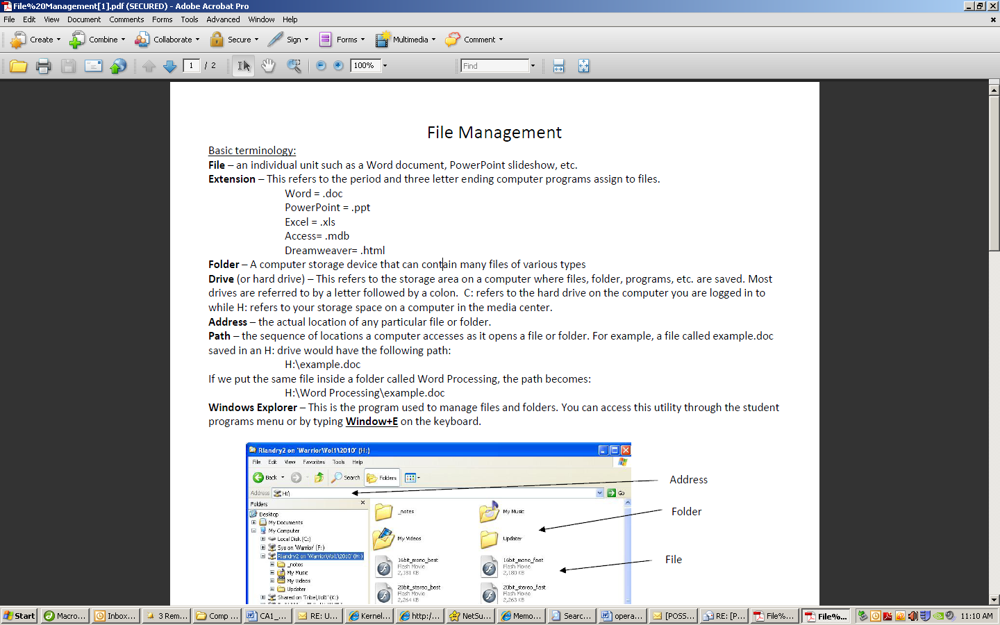 File%20Management[1].pdf (SECURED) - Adobe Acrobat Pro
File Edit View Document Comments Forms Tools Advanced Window Help
Create Combine Collaborate Secure Sign Forms Multimedia Comment
1 / 2 100% Find
File Management
Basic terminology:
File – an individual unit such as a Word document, PowerPoint slideshow, etc.
Extension – This refers to the period and three letter ending computer programs assign to files.
Word = .doc
PowerPoint = .ppt
Excel = .xls
Access= .mdb
Dreamweaver= .html
Folder – A computer storage device that can contain many files of various types
Drive (or hard drive) – This refers to the storage area on a computer where files, folder, programs, etc. are saved. Most
drives are referred to by a letter followed by a colon.  C: refers to the hard drive on the computer you are logged in to
while H: refers to your storage space on a computer in the media center.
Address – the actual location of any particular file or folder.
Path – the sequence of locations a computer accesses as it opens a file or folder. For example, a file called example.doc
saved in an H: drive would have the following path:
H:\example.doc
If we put the same file inside a folder called Word Processing, the path becomes:
H:\Word Processing\example.doc
Windows Explorer – This is the program used to manage files and folders. You can access this utility through the student
programs menu or by typing Window+E on the keyboard.
Rlandry2 on 'Warrior\Vol1\2010' (H:)
File Edit View Favorites Tools Help
Back Search Folders
Address H:\ Go
Address
Folders
Desktop
My Documents
My Computer
Local Disk (C:)
Sys on 'Warrior' (F:)
Rlandry2 on 'Warrior\Vol1\2010' (H:)
_notes
My Music
My Videos
Updater
Shared on 'Tribe\Vol1' (K:)
_notes My Music
Folder
My Videos Updater
16bit_mono_best 16bit_mono_fast
Flash Movie Flash Movie
2,181 KB 2,180 KB
File
20bit_stereo_best 20bit_stereo_fast
Flash Movie Flash Movie
2,264 KB 2,263 KB
Start Macro... Inbox... 3 Rem... Comp ... CA1_... RE: U... Kernel... http:/... NetSu... Memo... Searc... opera... [POSS... RE: [P... File%... File%... 11:10 AM